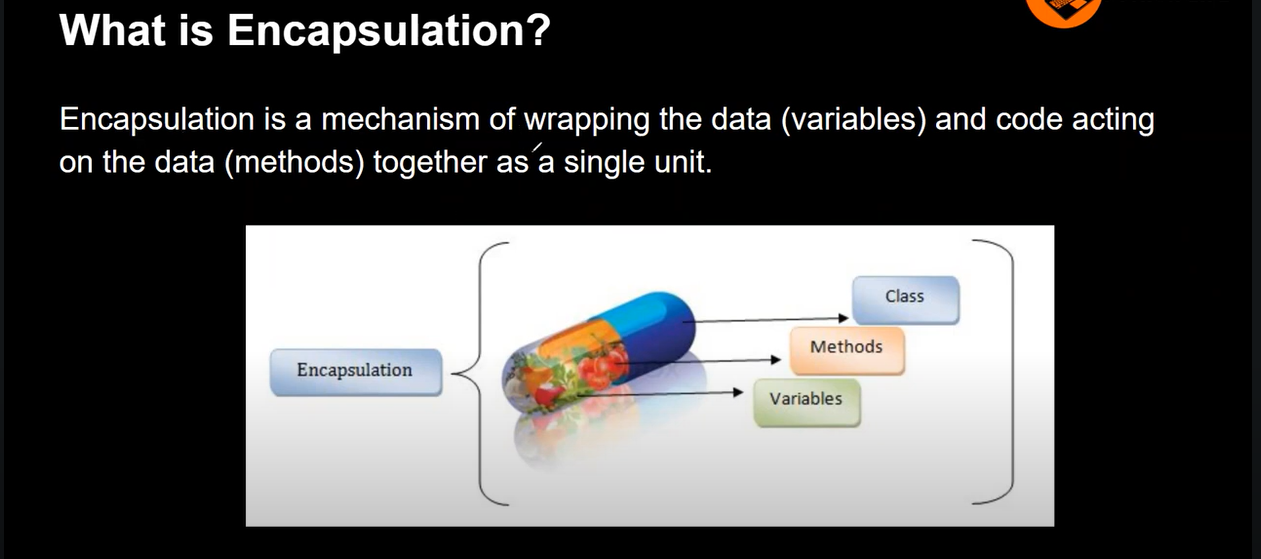 What is Encapsulation?
Encapsulation is a mechanism of wrapping the data (variables) and code acting
on the data (methods) together as a single unit.
Class
Methods
Encapsulation
Variables